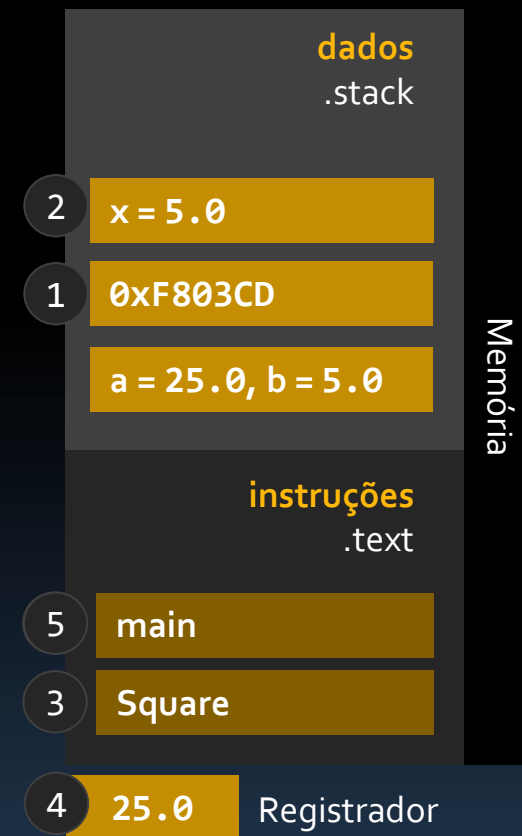 dados
.stack
2 x = 5.0
1 0xF803CD
a = 25.0, b = 5.0
Memória
instruções
.text
5 main
3 Square
4 25.0 Registrador